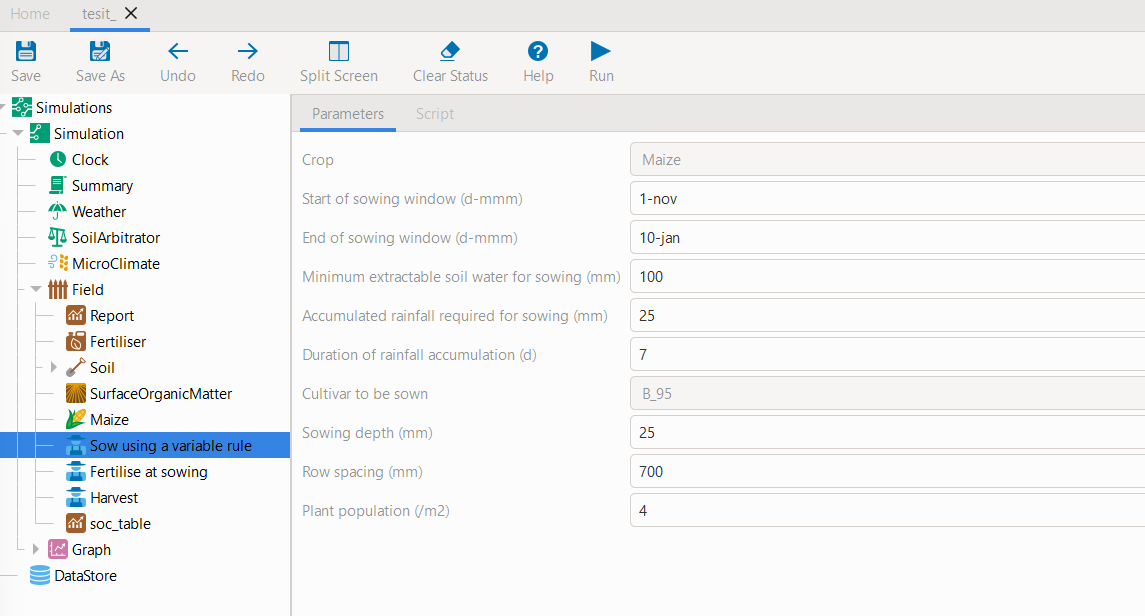 Home tesit_
Save Save As Undo Redo Split Screen Clear Status Help Run
Simulations
Simulation
Clock
Summary
Weather
SoilArbitrator
MicroClimate
Field
Report
Fertiliser
Soil
SurfaceOrganicMatter
Maize
Sow using a variable rule
Fertilise at sowing
Harvest
soc_table
Graph
DataStore
Parameters Script
Crop Maize
Start of sowing window (d-mmm) 1-nov
End of sowing window (d-mmm) 10-jan
Minimum extractable soil water for sowing (mm) 100
Accumulated rainfall required for sowing (mm) 25
Duration of rainfall accumulation (d) 7
Cultivar to be sown B_95
Sowing depth (mm) 25
Row spacing (mm) 700
Plant population (/m2) 4